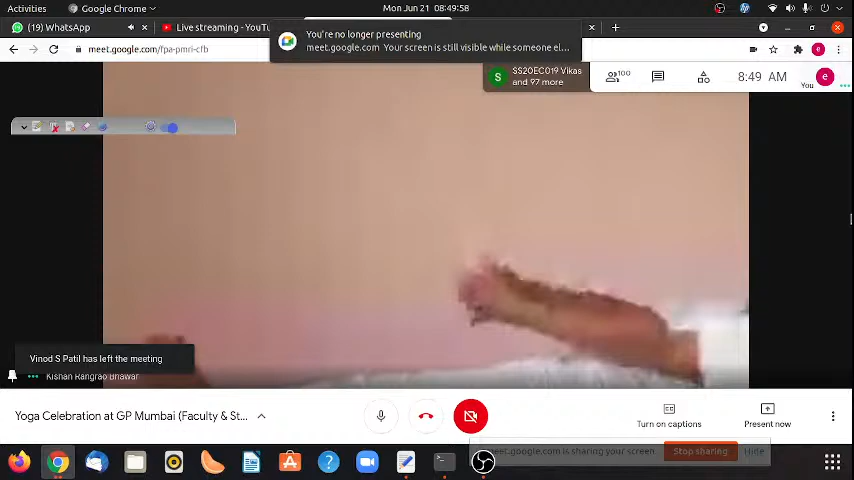 Activities
Google Chrome
Mon Jun 21 08:49:58
(19) WhatsApp
Live streaming - YouTu
You're no longer presenting
meet.google.com Your screen is still visible while someone el...
meet.google.com/fpa-pmri-cfb
SS20EC019 Vikas
and 97 more
S
100
8:49 AM
e
You
Vinod S Patil has left the meeting
Kishan Rangrao Bhawar
Yoga Celebration at GP Mumbai (Faculty & St...
Turn on captions
Present now
meet.google.com is sharing your screen.
Stop sharing
Hide